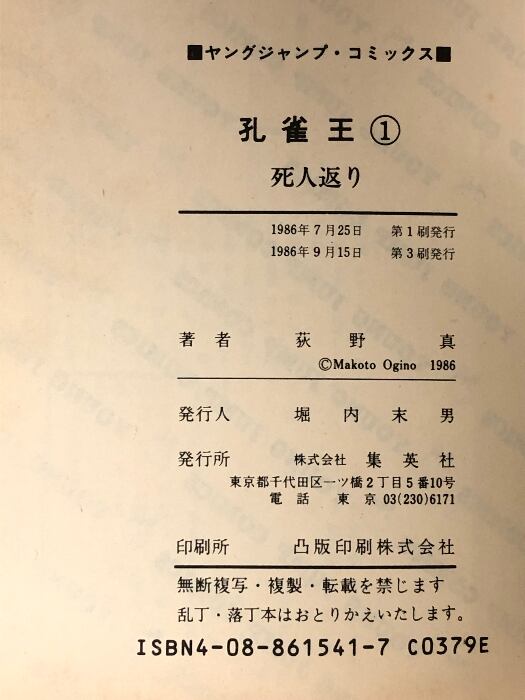 ■ヤングジャンプ・コミックス■
孔雀王①
死人返り
1986年7月25日 第1刷発行
1986年9月15日 第3刷発行
著者 荻野真
©Makoto Ogino 1986
発行人 堀内末男
発行所 株式会社 集英社
東京都千代田区一ツ橋2丁目5番10号
電話 東京 03(230)6171
印刷所 凸版印刷株式会社
無断複写・複製・転載を禁じます
乱丁・落丁本はおとりかえいたします。
ISBN4-08-861541-7 C0379E